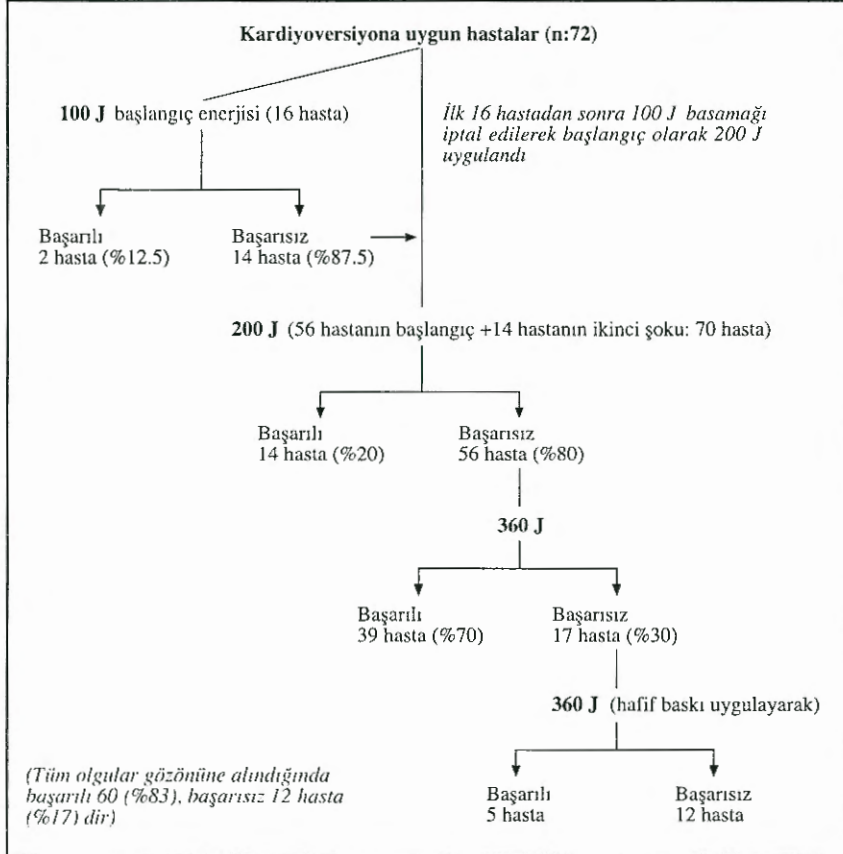 Kardiyoversiyona uygun hastalar (n:72)
100 J başlangıç enerjisi (16 hasta)
İlk 16 hastadan sonra 100 J basamağı
iptal edilerek başlangıç olarak 200 J
uygulandı
Başarılı
2 hasta (%12.5)
Başarısız
14 hasta (%87.5)
200 J (56 hastanın başlangıç +14 hastanın ikinci şoku: 70 hasta)
Başarılı
14 hasta (%20)
Başarısız
56 hasta (%80)
360 J
Başarılı
39 hasta (%70)
Başarısız
17 hasta (%30)
360 J (hafif baskı uygulayarak)
Başarılı
5 hasta
Başarısız
12 hasta
(Tüm olgular gözönüne alındığında
başarılı 60 (%83), başarısız 12 hasta
(%17) dir)